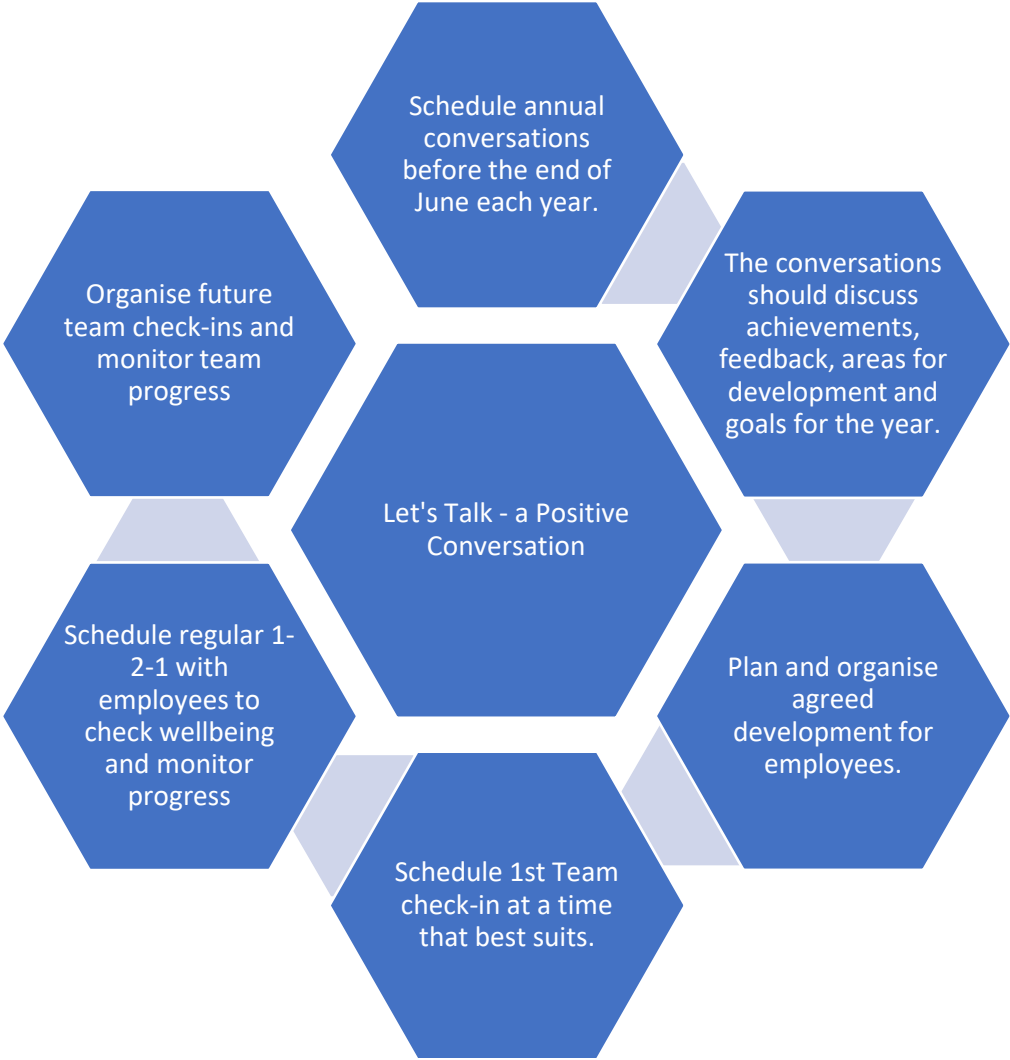 Schedule annual
conversations
before the end of
June each year.
The conversations
should discuss
achievements,
feedback, areas for
development and
goals for the year.
Plan and organise
agreed
development for
employees.
Schedule 1st Team
check-in at a time
that best suits.
Schedule regular 1-
2-1 with
employees to
check wellbeing
and monitor
progress
Organise future
team check-ins and
monitor team
progress
Let's Talk - a Positive
Conversation